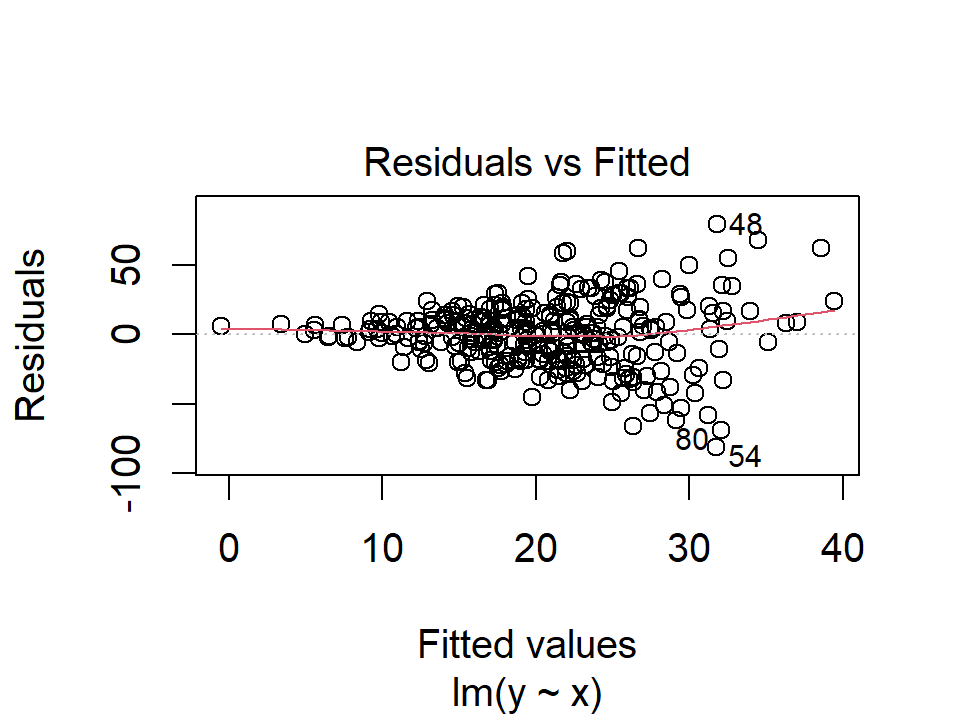 Residuals vs Fitted
Residuals
50
0
-100
48
80
54
0 10 20 30 40
Fitted values
lm(y ~ x)